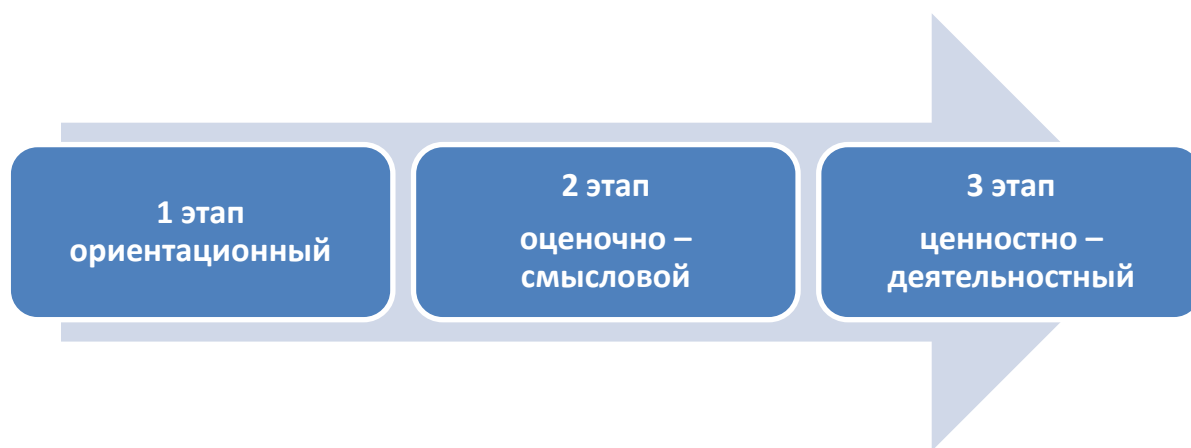 1 этап
ориентационный
2 этап
оценочно –
смысловой
3 этап
ценностно –
деятельностный